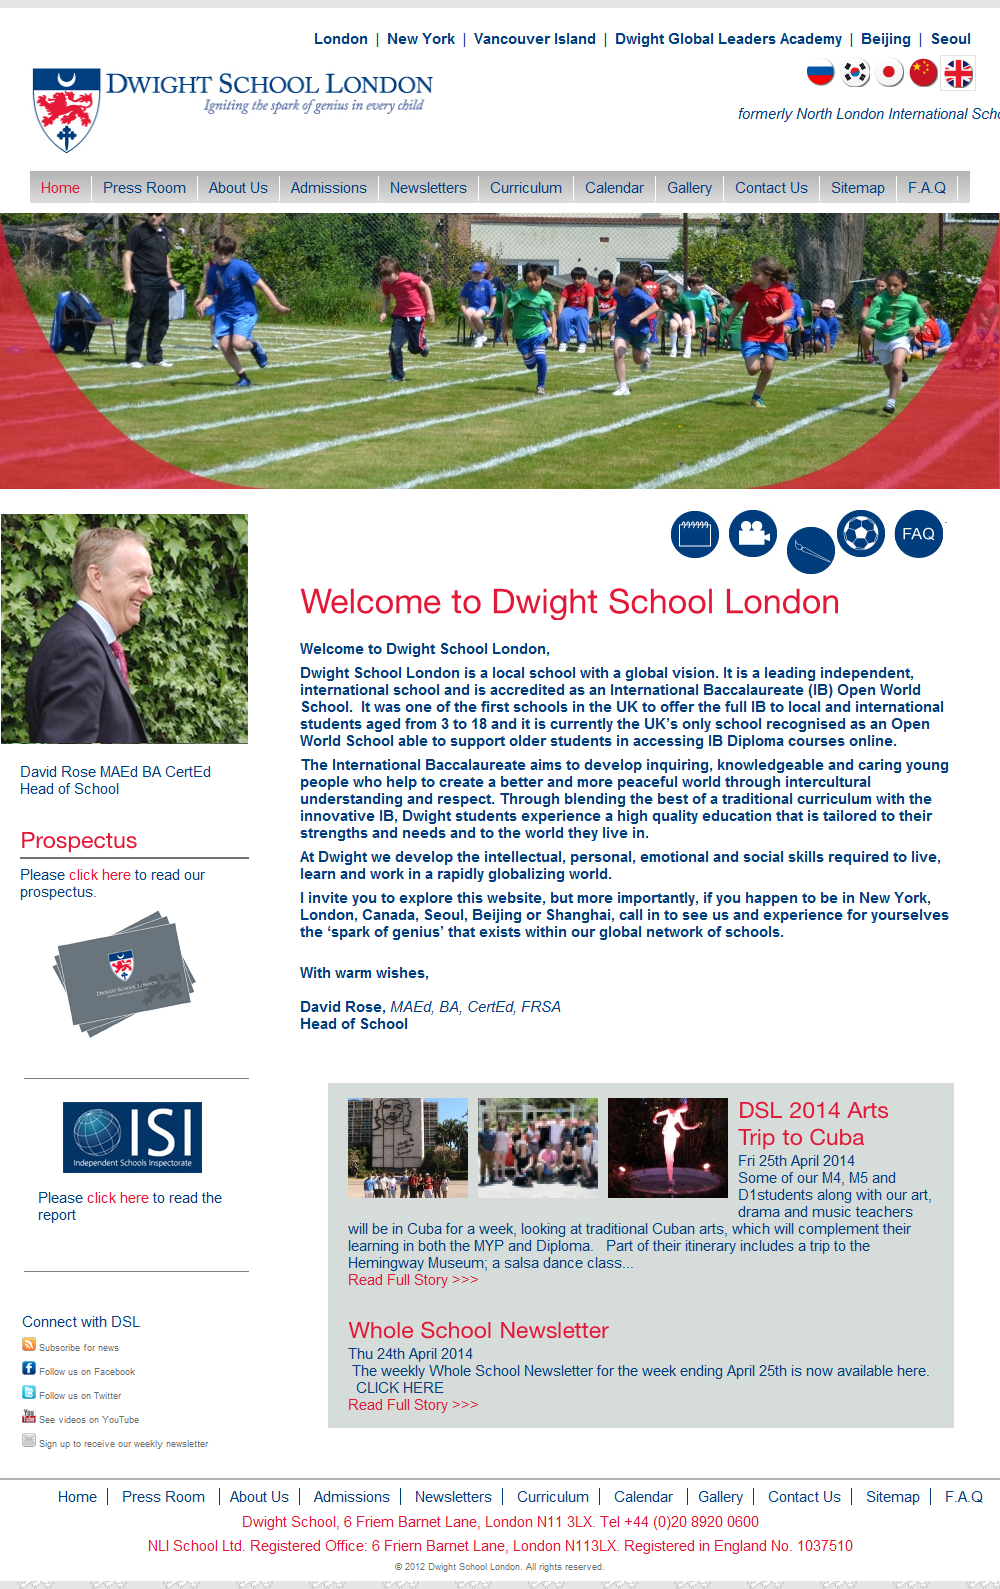 London | New York | Vancouver Island | Dwight Global Leaders Academy | Beijing | Seoul
DWIGHT SCHOOL LONDON
Igniting the spark of genius in every child
formerly North London International Scho
Home Press Room About Us Admissions Newsletters Curriculum Calendar Gallery Contact Us Sitemap F.A.Q
FAQ
Welcome to Dwight School London
Welcome to Dwight School London,
Dwight School London is a local school with a global vision. It is a leading independent,
international school and is accredited as an International Baccalaureate (IB) Open World
School.  It was one of the first schools in the UK to offer the full IB to local and international
students aged from 3 to 18 and it is currently the UK's only school recognised as an Open
World School able to support older students in accessing IB Diploma courses online.
The International Baccalaureate aims to develop inquiring, knowledgeable and caring young
people who help to create a better and more peaceful world through intercultural
understanding and respect. Through blending the best of a traditional curriculum with the
innovative IB, Dwight students experience a high quality education that is tailored to their
strengths and needs and to the world they live in.
At Dwight we develop the intellectual, personal, emotional and social skills required to live,
learn and work in a rapidly globalizing world.
I invite you to explore this website, but more importantly, if you happen to be in New York,
London, Canada, Seoul, Beijing or Shanghai, call in to see us and experience for yourselves
the ‘spark of genius’ that exists within our global network of schools.
With warm wishes,
David Rose, MAEd, BA, CertEd, FRSA
Head of School
David Rose MAEd BA CertEd
Head of School
Prospectus
Please click here to read our
prospectus.
DWIGHT SCHOOL LONDON
ISI
Independent Schools Inspectorate
Please click here to read the
report
Connect with DSL
Subscribe for news
Follow us on Facebook
Follow us on Twitter
You Tube
See videos on YouTube
Sign up to receive our weekly newsletter
DSL 2014 Arts
Trip to Cuba
Fri 25th April 2014
Some of our M4, M5 and
D1students along with our art,
drama and music teachers
will be in Cuba for a week, looking at traditional Cuban arts, which will complement their
learning in both the MYP and Diploma.   Part of their itinerary includes a trip to the
Hemingway Museum; a salsa dance class...
Read Full Story >>>
Whole School Newsletter
Thu 24th April 2014
The weekly Whole School Newsletter for the week ending April 25th is now available here.
CLICK HERE
Read Full Story >>>
Home | Press Room | About Us | Admissions | Newsletters | Curriculum | Calendar | Gallery | Contact Us | Sitemap | F.A.Q
Dwight School, 6 Friem Barnet Lane, London N11 3LX. Tel +44 (0)20 8920 0600
NLI School Ltd. Registered Office: 6 Friern Barnet Lane, London N113LX. Registered in England No. 1037510
© 2012 Dwight School London. All rights reserved.